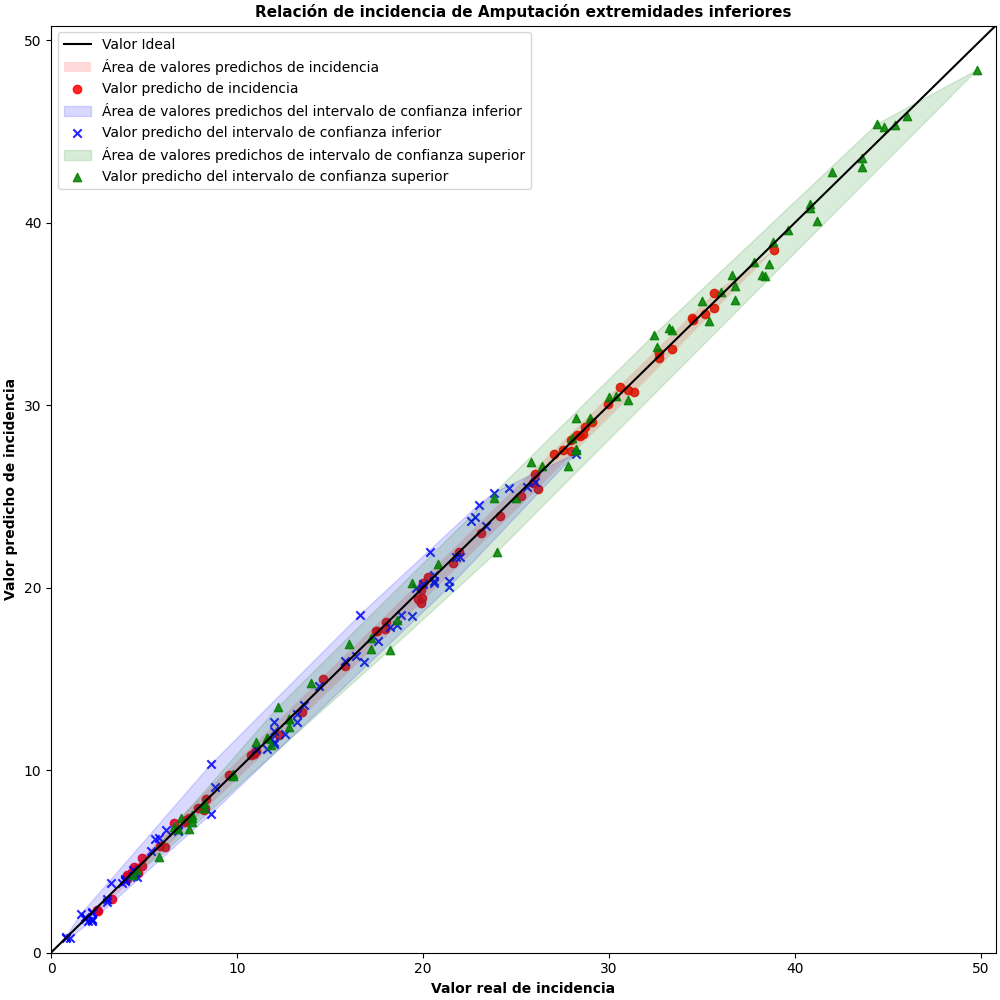 Relación de incidencia de Amputación extremidades inferiores
Valor Ideal
Área de valores predichos de incidencia
Valor predicho de incidencia
Área de valores predichos del intervalo de confianza inferior
Valor predicho del intervalo de confianza inferior
Área de valores predichos de intervalo de confianza superior
Valor predicho del intervalo de confianza superior
Valor predicho de incidencia
50
40
30
20
10
0
0 10 20 30 40 50
Valor real de incidencia